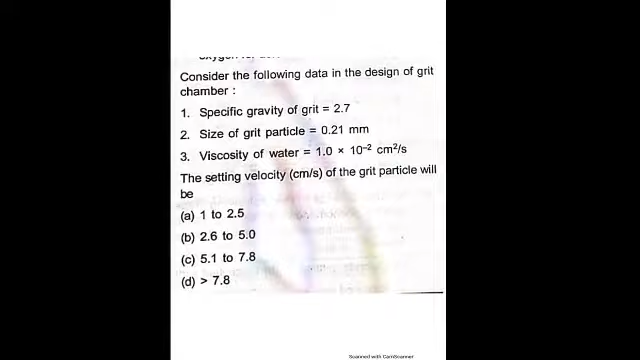 Consider the following data in the design of grit
chamber :
1. Specific gravity of grit = 2.7
2. Size of grit particle = 0.21 mm
3. Viscosity of water = 1.0 × 10⁻² cm²/s
The setting velocity (cm/s) of the grit particle will
be
(a) 1 to 2.5
(b) 2.6 to 5.0
(c) 5.1 to 7.8
(d) > 7.8
Scanned with CamScanner